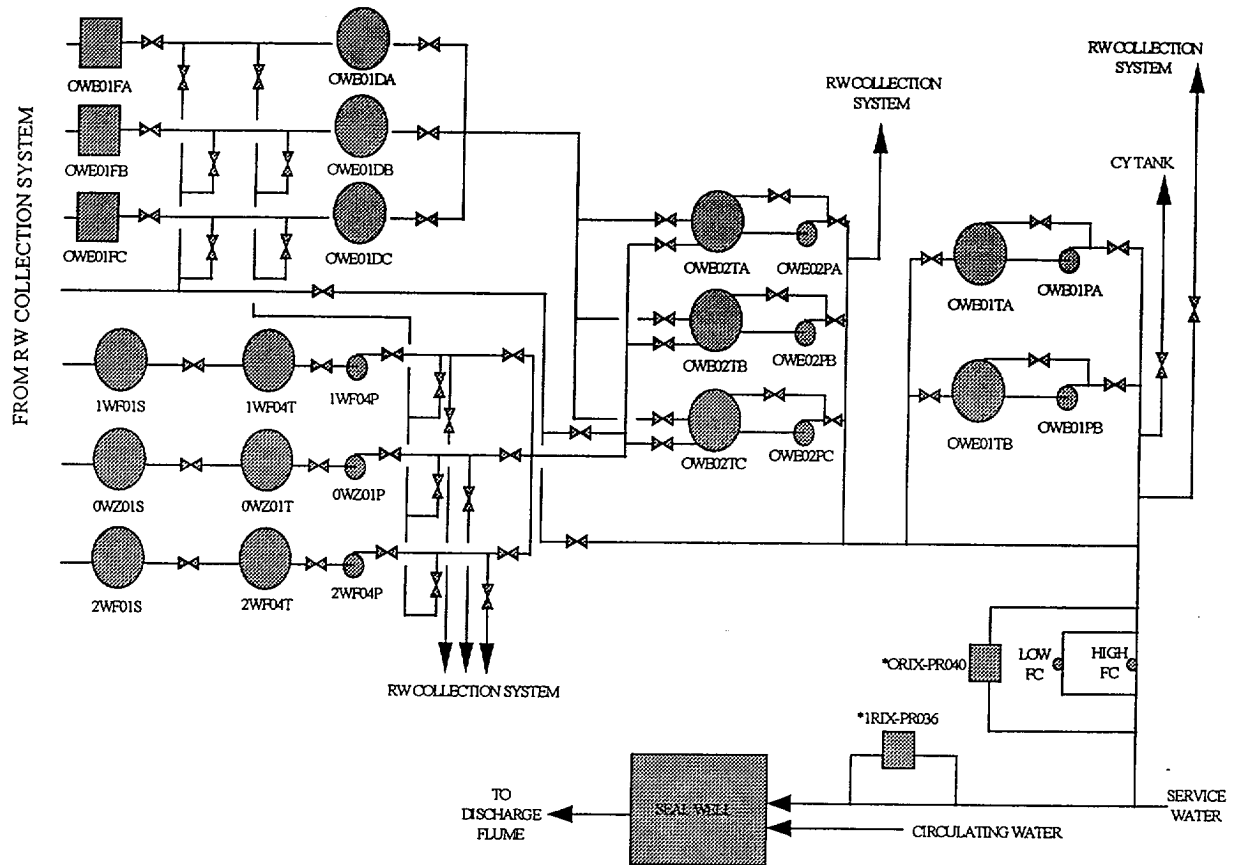 FROM RW COLLECTION SYSTEM
OWE01FA
OWE01DA
OWE01FB
OWE01DB
OWE01FC
OWE01DC
RW COLLECTION
SYSTEM
RW COLLECTION
SYSTEM
CY TANK
OWE02TA
OWE02PA
OWE01TA
OWE01PA
OWE02TB
OWE02PB
OWE02TC
OWE02PC
OWE01TB
OWE01PB
1WF01S
1WF04T
1WF04P
0WZ01S
0WZ01T
0WZ01P
2WF01S
2WF04T
2WF04P
RW COLLECTION SYSTEM
*ORIX-PR040
LOW
FC
HIGH
FC
*1RIX-PR036
TO
DISCHARGE
FLUME
SEAL WELL
SERVICE
WATER
CIRCULATING WATER